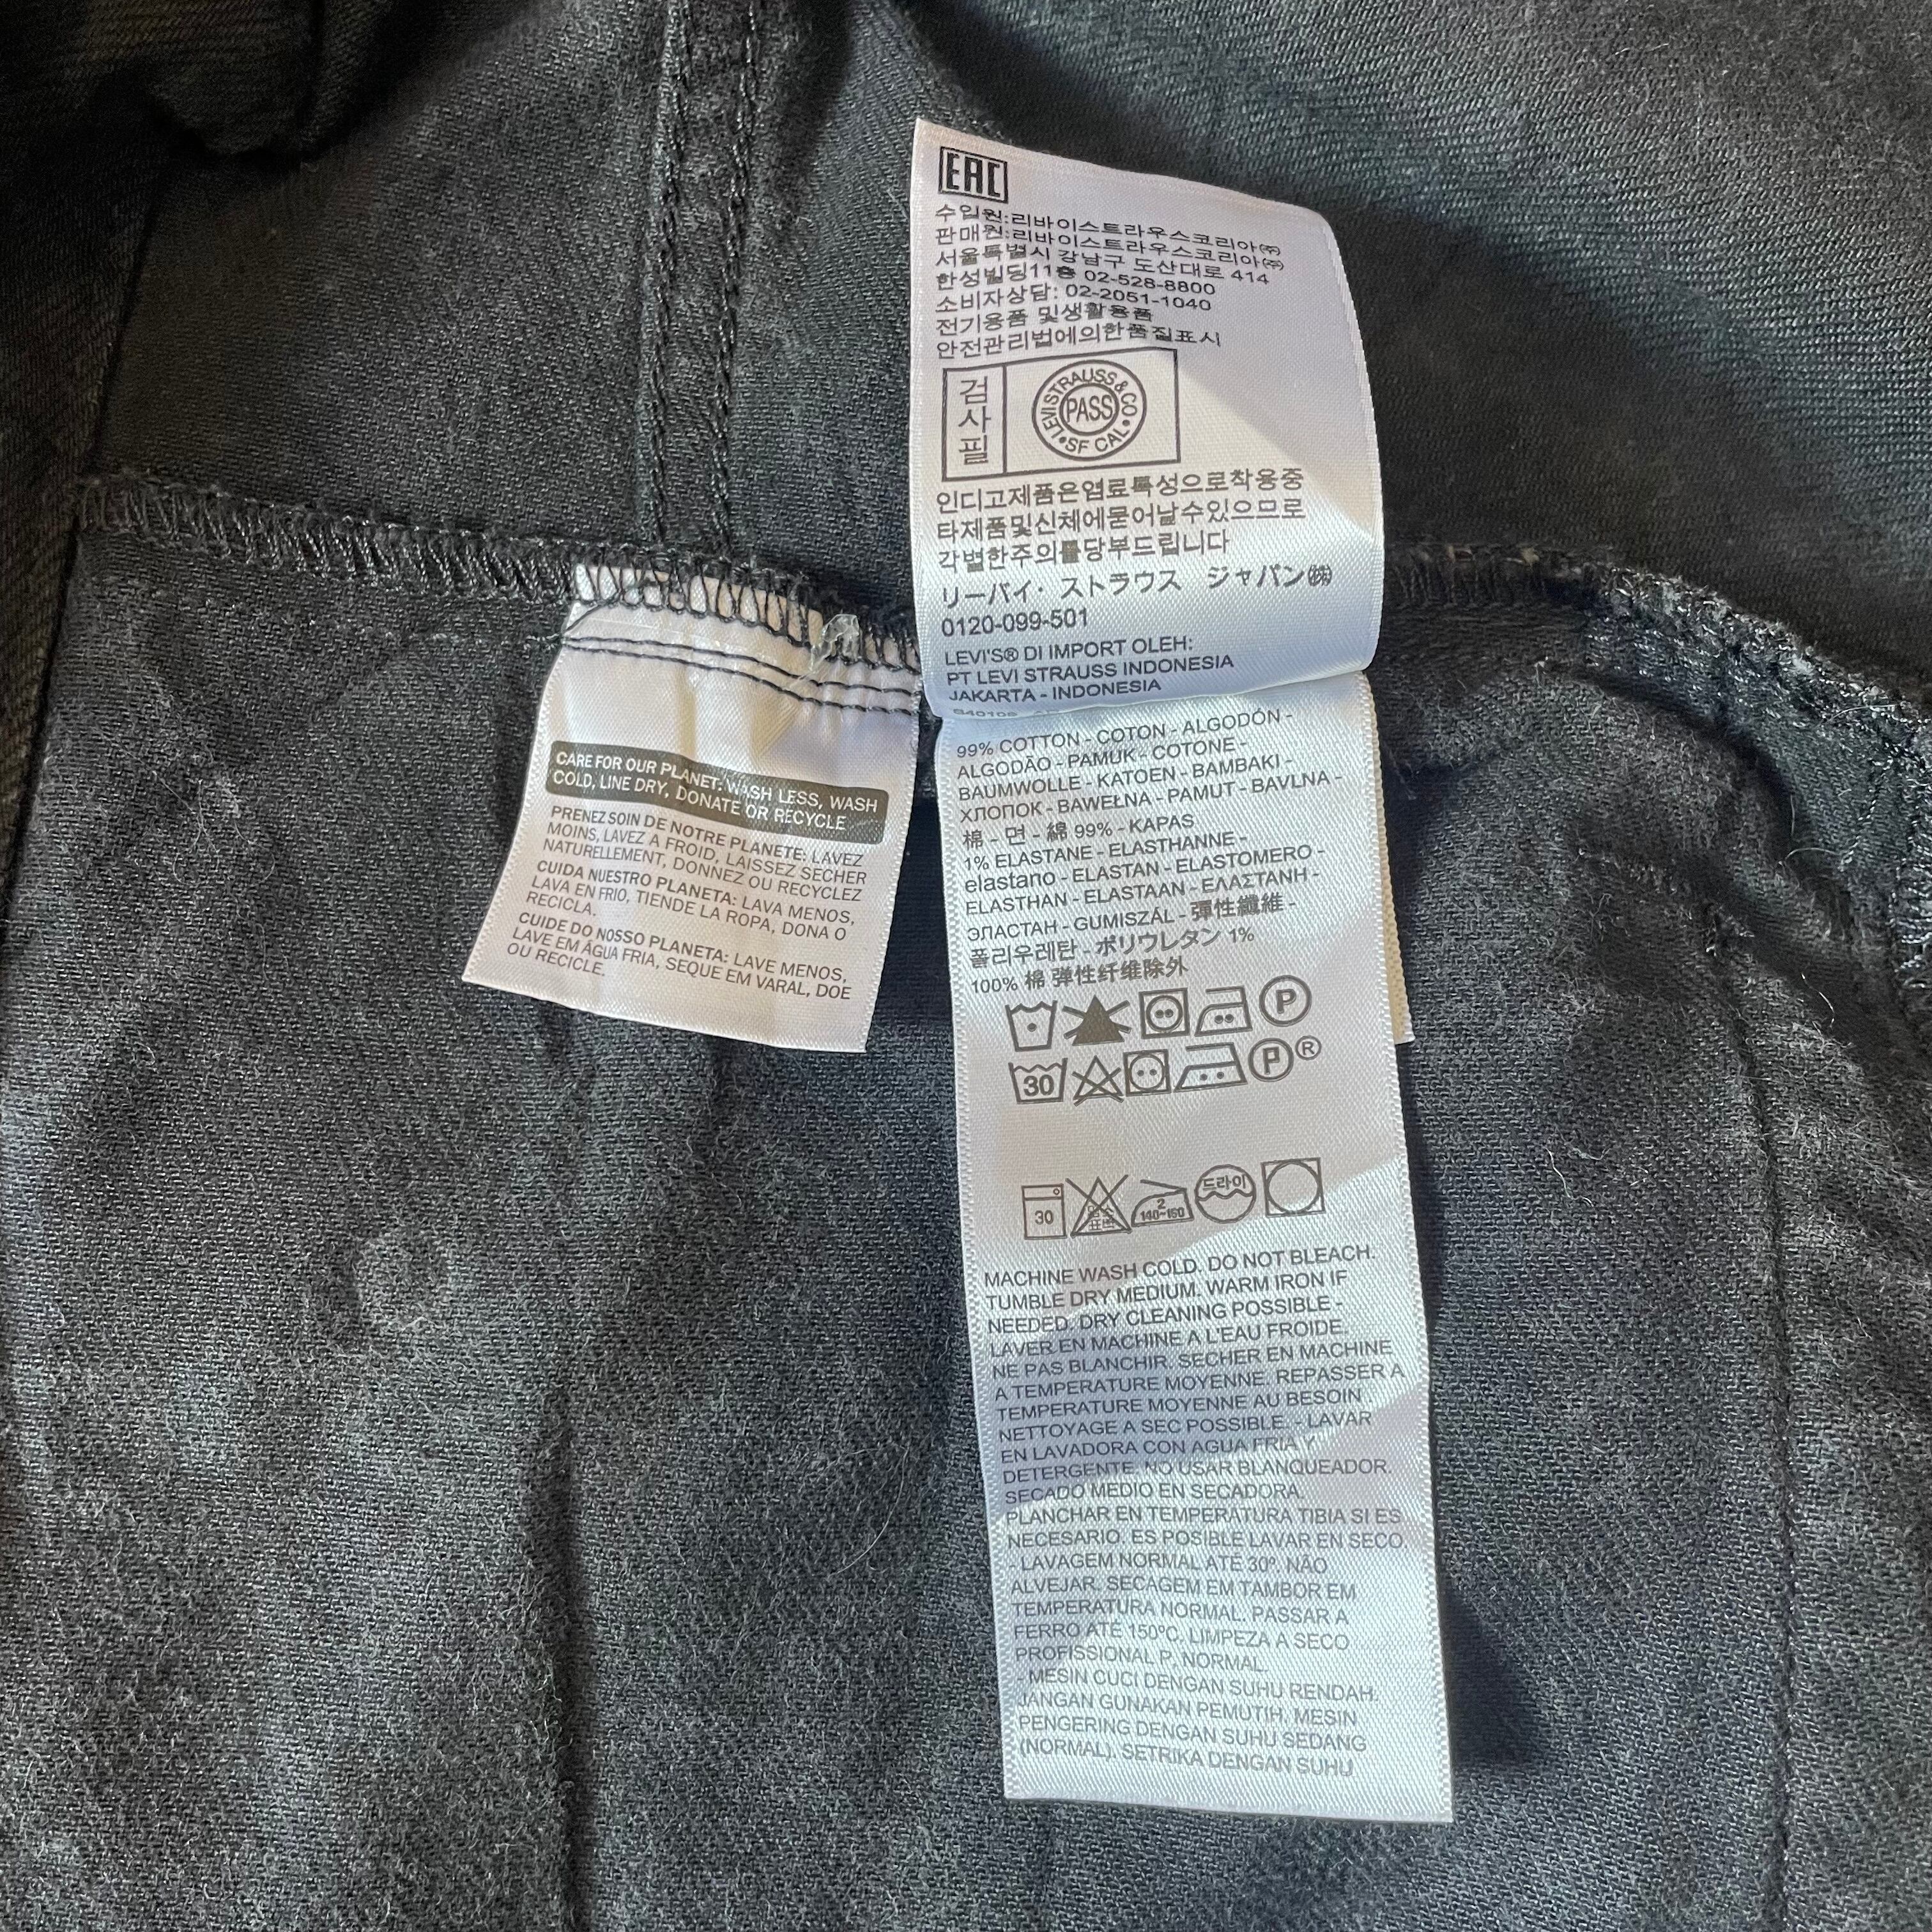 EAC
수입원:리바이스트라우스코리아㈜
판매원:리바이스트라우스코리아㈜
서울특별시 강남구 도산대로 414
한성빌딩11층 02-528-8800
소비자상담: 02-2051-1040
전기용품 및생활용품
안전관리법에의한품질표시
검
사
필
LEVI STRAUSS & CO
PASS
SF CAL
인디고제품은염료특성으로착용중
타제품및신체에묻어날수있으므로
각별한주의를당부드립니다
リーバイ・ストラウス ジャパン㈱
0120-099-501
LEVI'S® DI IMPORT OLEH:
PT LEVI STRAUSS INDONESIA
JAKARTA - INDONESIA
CARE FOR OUR PLANET: WASH LESS, WASH
COLD, LINE DRY, DONATE OR RECYCLE
PRENEZ SOIN DE NOTRE PLANETE: LAVEZ
MOINS, LAVEZ A FROID, LAISSEZ SECHER
NATURELLEMENT, DONNEZ OU RECYCLEZ
CUIDA NUESTRO PLANETA: LAVA MENOS,
LAVA EN FRIO, TIENDE LA ROPA, DONA O
RECICLA.
CUIDE DO NOSSO PLANETA: LAVE MENOS,
LAVE EM ÁGUA FRIA, SEQUE EM VARAL, DOE
OU RECICLE.
99% COTTON - COTON - ALGODÓN -
ALGODÃO - PAMUK - COTONE -
BAUMWOLLE - KATOEN - BAMBAKI -
ХЛОПОК - BAWEŁNA - PAMUT - BAVLNA -
棉 - 면 - 綿 99% - KAPAS
1% ELASTANE - ELASTHANNE -
elastano - ELASTAN - ELASTOMERO -
ELASTHAN - ELASTAAN - ΕΛΑΣΤΑΝΗ -
ЭЛАСТАН - GUMISZÁL - 彈性纖維 -
폴리우레탄 - ポリウレタン 1%
100% 棉 弹性纤维除外
P
30 P®
30 2 140~160 드라이
MACHINE WASH COLD. DO NOT BLEACH.
TUMBLE DRY MEDIUM. WARM IRON IF
NEEDED. DRY CLEANING POSSIBLE -
LAVER EN MACHINE A L'EAU FROIDE.
NE PAS BLANCHIR. SECHER EN MACHINE
A TEMPERATURE MOYENNE. REPASSER A
TEMPERATURE MOYENNE AU BESOIN
NETTOYAGE A SEC POSSIBLE. - LAVAR
EN LAVADORA CON AGUA FRIA Y
DETERGENTE. NO USAR BLANQUEADOR.
SECADO MEDIO EN SECADORA.
PLANCHAR EN TEMPERATURA TIBIA SI ES
NECESARIO. ES POSIBLE LAVAR EN SECO
- LAVAGEM NORMAL ATÉ 30º. NÃO
ALVEJAR. SECAGEM EM TAMBOR EM
TEMPERATURA NORMAL. PASSAR A
FERRO ATÉ 150ºC. LIMPEZA A SECO
PROFISSIONAL P, NORMAL.
- MESIN CUCI DENGAN SUHU RENDAH.
JANGAN GUNAKAN PEMUTIH. MESIN
PENGERING DENGAN SUHU SEDANG
(NORMAL). SETRIKA DENGAN SUHU